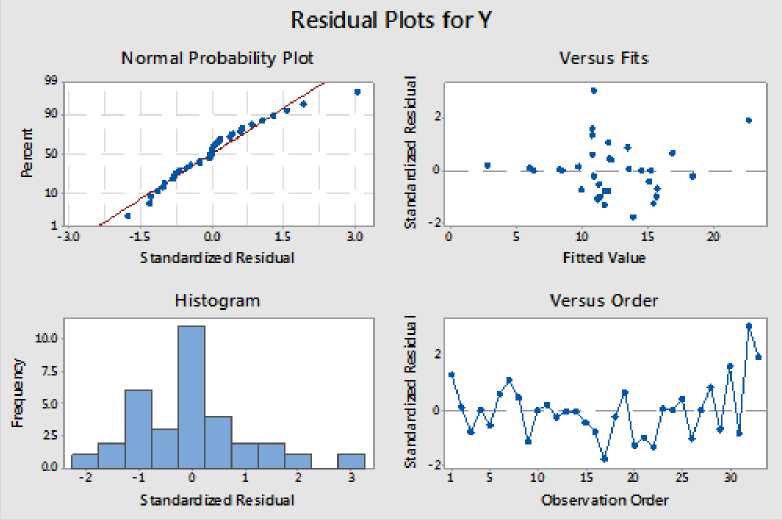 Residual Plots for Y
Normal Probability Plot
Percent
99
90
50
10
1
-3.0 -1.5 0.0 1.5 3.0
Standardized Residual
Versus Fits
Standardized Residual
2
0
-2
0 5 10 15 20
Fitted Value
Histogram
Frequency
10.0
7.5
5.0
2.5
0.0
-2 -1 0 1 2 3
Standardized Residual
Versus Order
Standardized Residual
2
0
-2
1 5 10 15 20 25 30
Observation Order